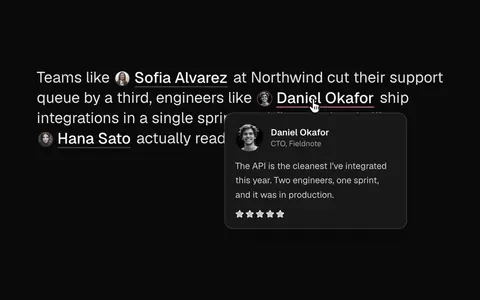 Teams like Sofia Alvarez at Northwind cut their support
queue by a third, engineers like Daniel Okafor ship
integrations in a single
Hana Sato actually read
Daniel Okafor
CTO, Fieldnote
The API is the cleanest I've integrated
this year. Two engineers, one sprint,
and it was in production.